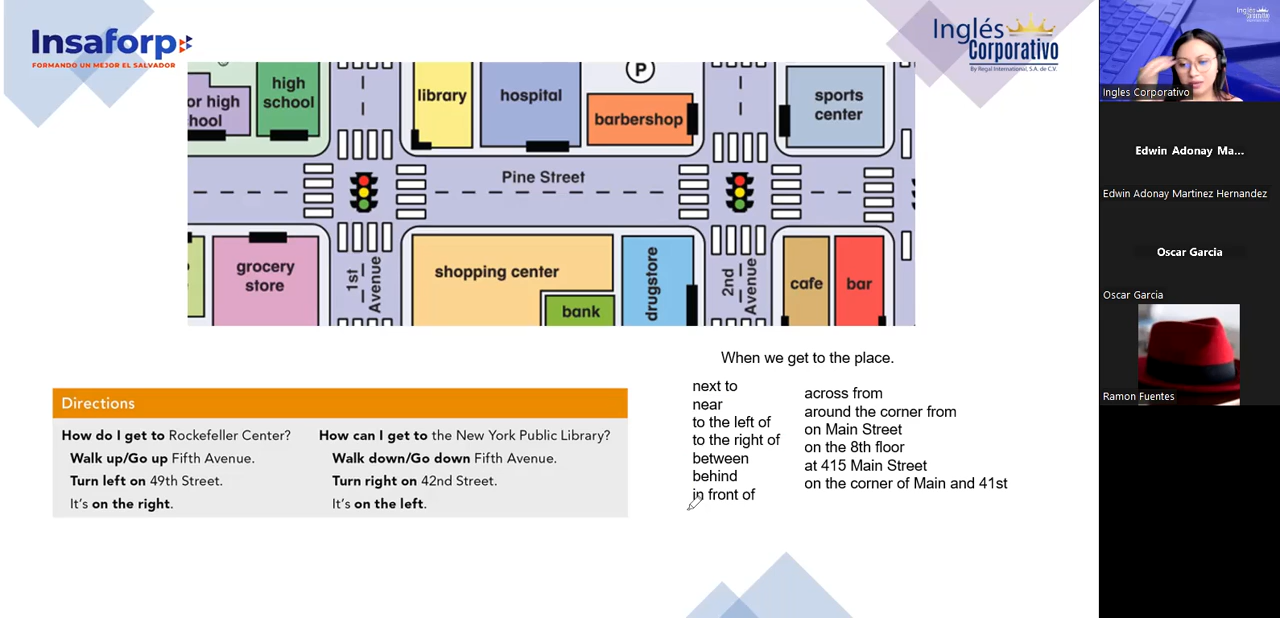 Insaforp
FORMANDO UN MEJOR EL SALVADOR
Inglés
Corporativo
By Regal International, S.A. de C.V.
or high
hool
high
school
library
hospital
P
barbershop
sports
center
Pine Street
grocery
store
1st
Avenue
shopping center
bank
drugstore
2nd
Avenue
cafe
bar
When we get to the place.
next to
near
to the left of
to the right of
between
behind
in front of
across from
around the corner from
on Main Street
on the 8th floor
at 415 Main Street
on the corner of Main and 41st
Directions
How do I get to Rockefeller Center?
Walk up/Go up Fifth Avenue.
Turn left on 49th Street.
It's on the right.
How can I get to the New York Public Library?
Walk down/Go down Fifth Avenue.
Turn right on 42nd Street.
It's on the left.
Ingles Corporativo
Edwin Adonay Ma...
Edwin Adonay Martinez Hernandez
Oscar Garcia
Oscar Garcia
Ramon Fuentes